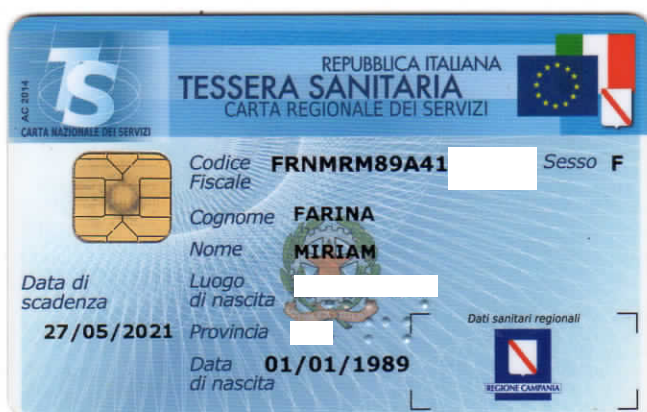 REPUBBLICA ITALIANA
TESSERA SANITARIA
CARTA REGIONALE DEI SERVIZI
AC 2014
TS
CARTA NAZIONALE DEI SERVIZI
Codice Fiscale FRNMRM89A41 Sesso F
Cognome FARINA
Nome MIRIAM
Luogo di nascita
Data di scadenza 27/05/2021
Provincia
Data di nascita 01/01/1989
Dati sanitari regionali
REGIONE CAMPANIA